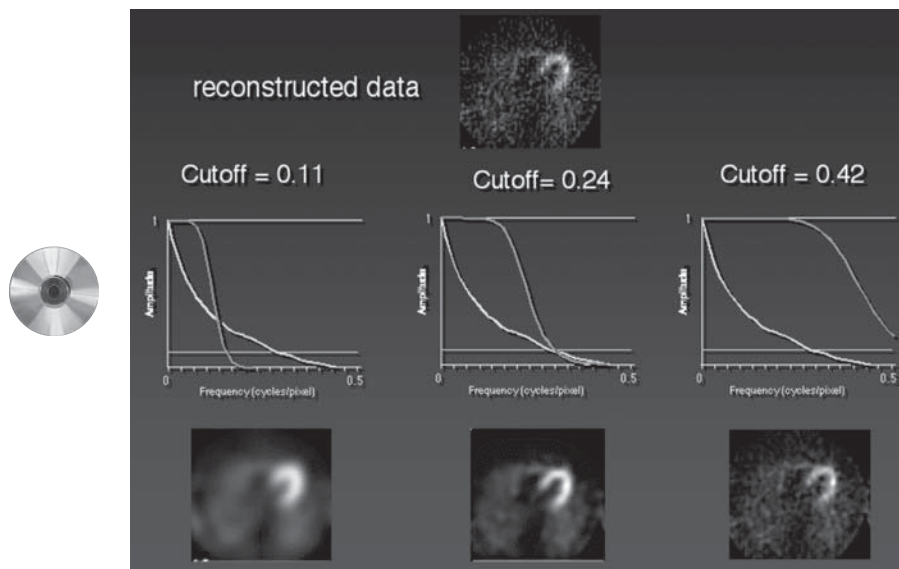 reconstructed data
Cutoff = 0.11
Cutoff= 0.24
Cutoff = 0.42
1
Amplitude
0
0.5
Frequency (cycles/pixel)
1
Amplitude
0
0.5
Frequency (cycles/pixel)
1
Amplitude
0
0.5
Frequency (cycles/pixel)